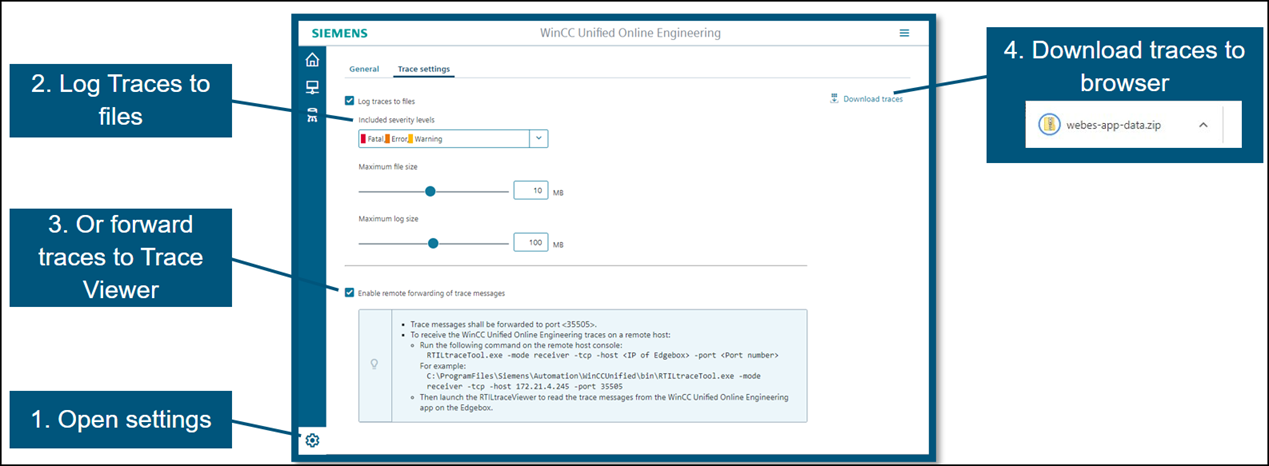 SIEMENS
WinCC Unified Online Engineering
2. Log Traces to
files
General
Trace settings
4. Download traces to
browser
webes-app-data.zip
Download traces
Log traces to files
Included severity levels
Fatal, Error, Warning
Maximum file size
10 MB
Maximum log size
100 MB
3. Or forward
traces to Trace
Viewer
Enable remote forwarding of trace messages
• Trace messages shall be forwarded to port <35505>.
• To receive the WinCC Unified Online Engineering traces on a remote host:
Run the following command on the remote host console:
RTILtraceTool.exe -mode receiver -tcp -host <IP of Edgebox> -port <Port number>
For example:
C:\ProgramFiles\Siemens\Automation\WinCCUnified\bin\RTILtraceTool.exe -mode
receiver -tcp -host 172.21.4.245 -port 35505
Then launch the RTILtraceViewer to read the trace messages from the WinCC Unified Online Engineering
app on the Edgebox.
1. Open settings